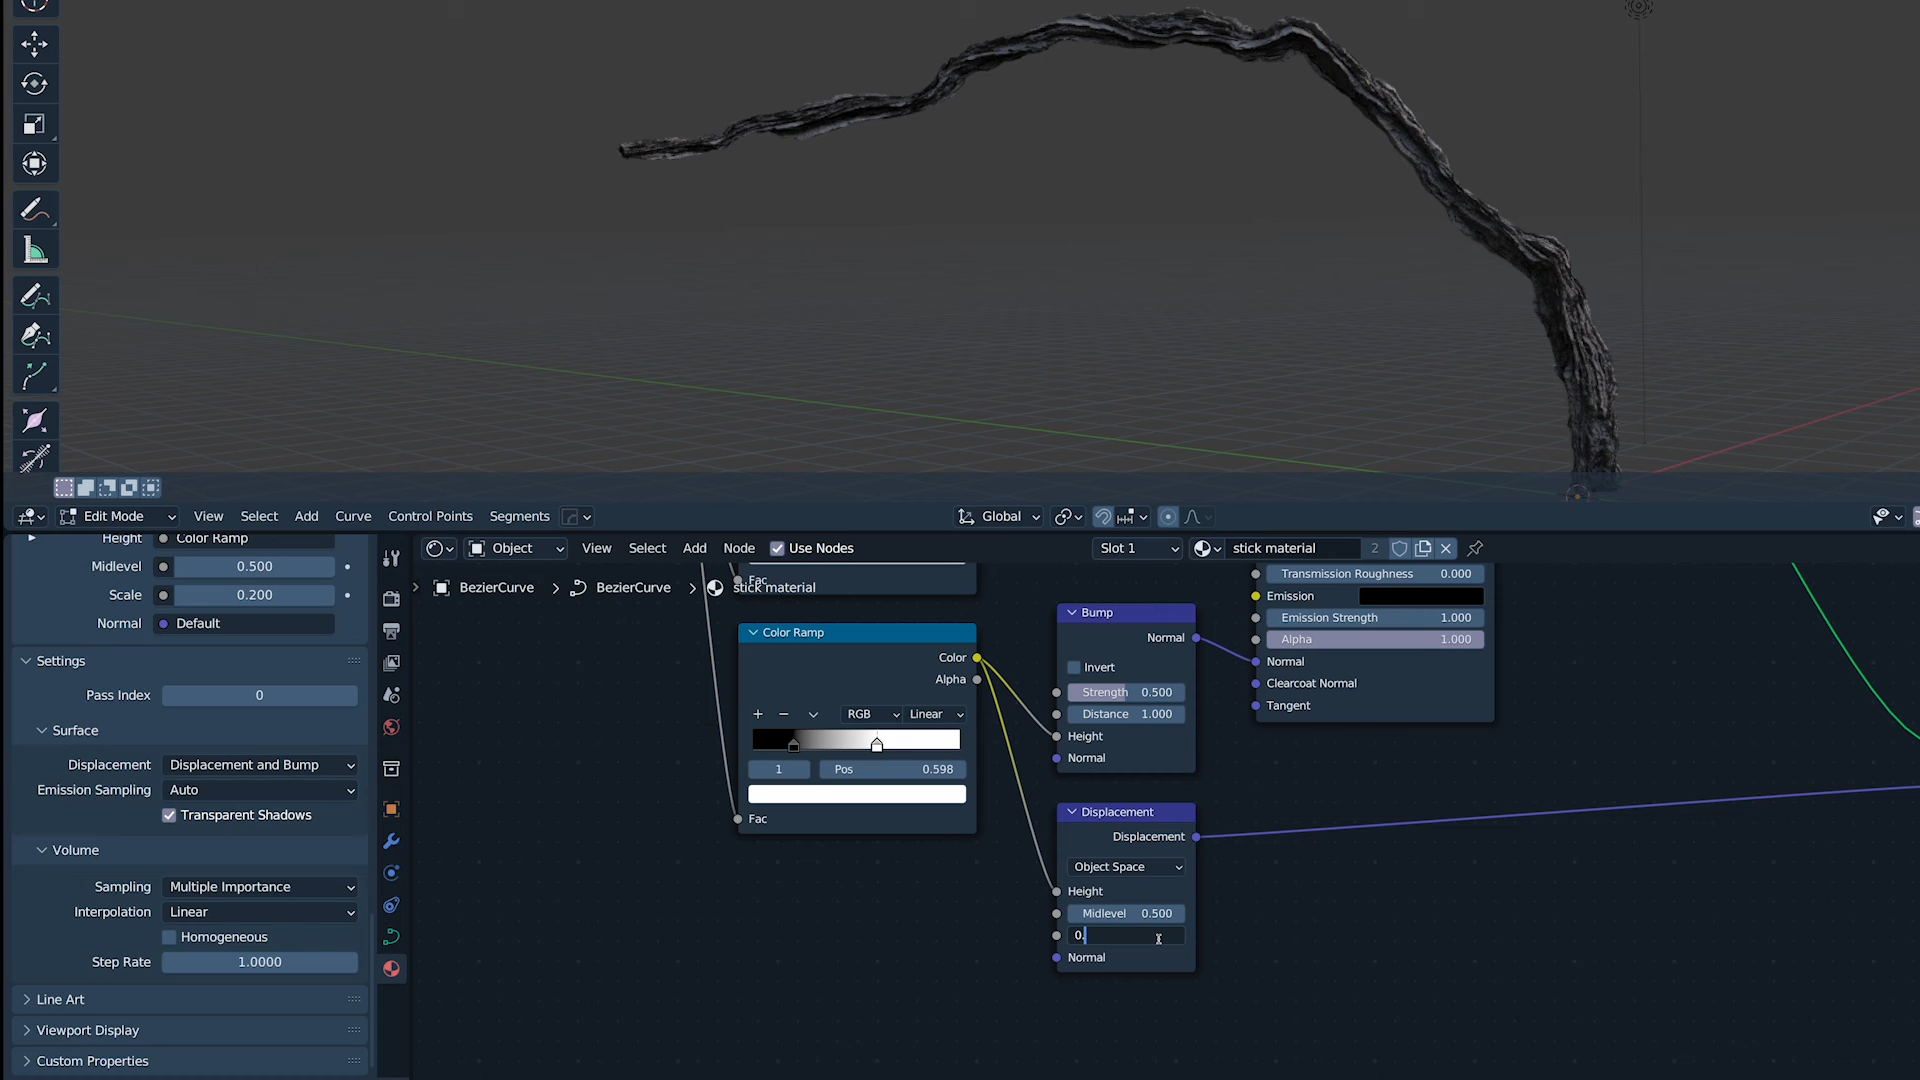 Edit Mode
View
Select
Add
Curve
Control Points
Segments
Global
Height
Color Ramp
Midlevel
0.500
Scale
0.200
Normal
Default
Settings
Pass Index
0
Surface
Displacement
Displacement and Bump
Emission Sampling
Auto
Transparent Shadows
Volume
Sampling
Multiple Importance
Interpolation
Linear
Homogeneous
Step Rate
1.0000
Line Art
Viewport Display
Custom Properties
Object
View
Select
Add
Node
Use Nodes
Slot 1
stick material
2
BezierCurve
BezierCurve
stick material
Fac
Color Ramp
Color
Alpha
RGB
Linear
1
Pos
0.598
Fac
Bump
Normal
Invert
Strength
0.500
Distance
1.000
Height
Normal
Displacement
Displacement
Object Space
Height
Midlevel
0.500
0.
Normal
Transmission Roughness
0.000
Emission
Emission Strength
1.000
Alpha
1.000
Normal
Clearcoat Normal
Tangent